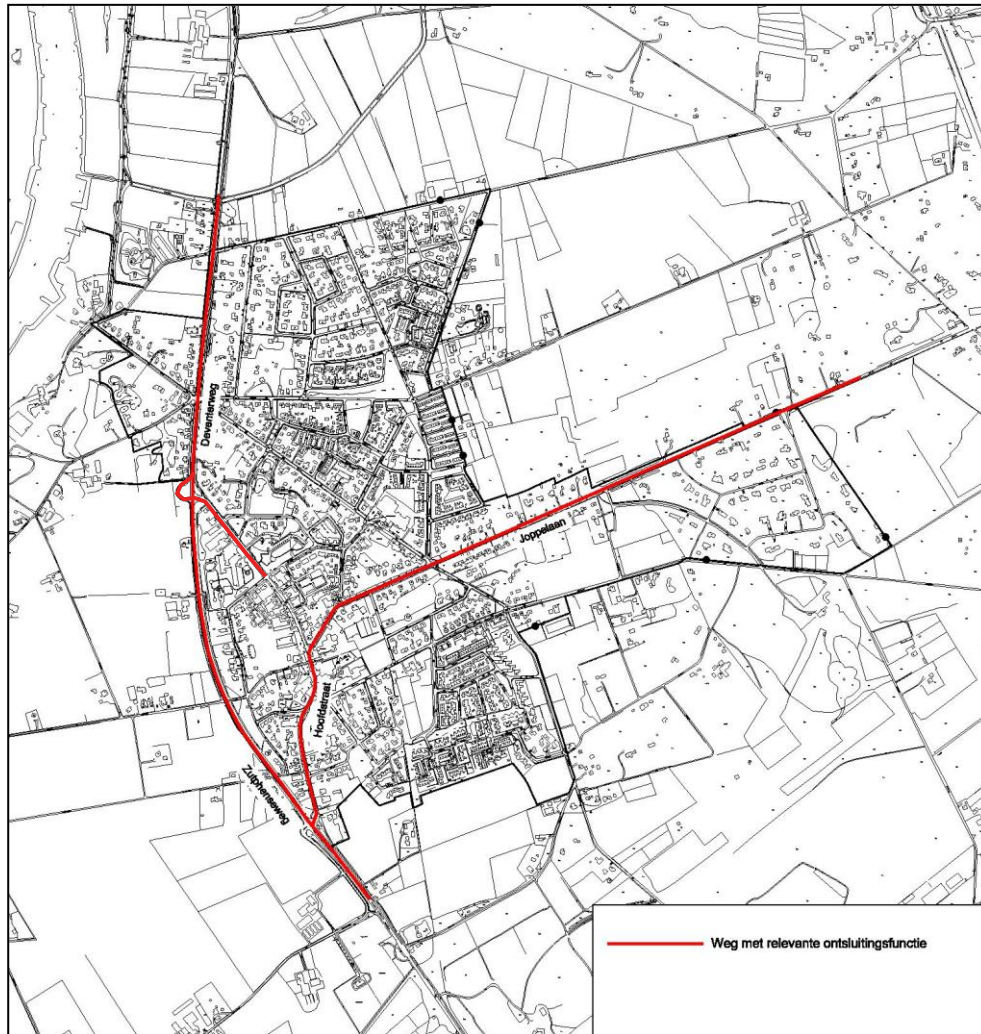 Deventerweg
Joppelaan
Hoofdstraat
Zutphenseweg
Weg met relevante ontsluitingsfunctie